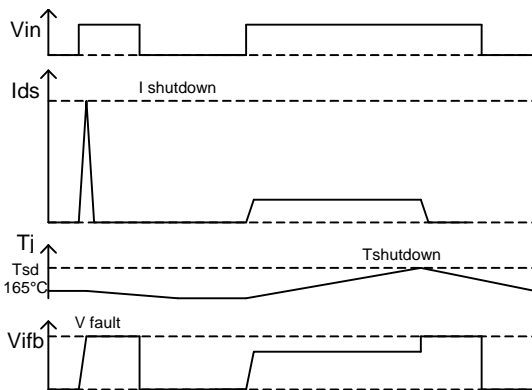 Vin
Ids
I shutdown
Tj
Tsd
165°C
Tshutdown
V fault
Vifb